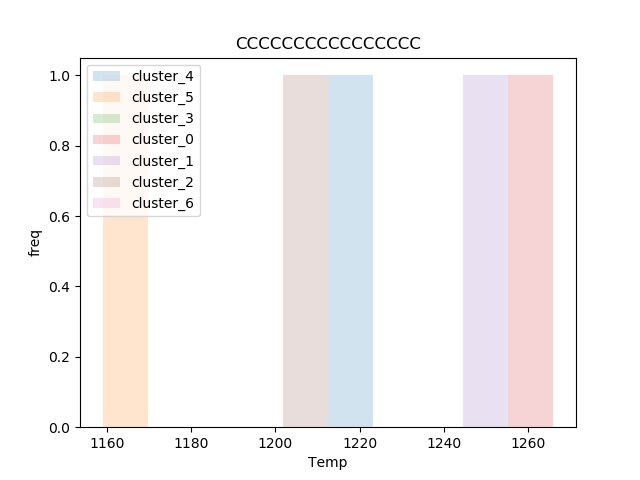 CCCCCCCCCCCCCCCC
cluster_4
cluster_5
cluster_3
cluster_0
cluster_1
cluster_2
cluster_6
1.0
0.8
0.6
0.4
0.2
0.0
freq
1160 1180 1200 1220 1240 1260
Temp